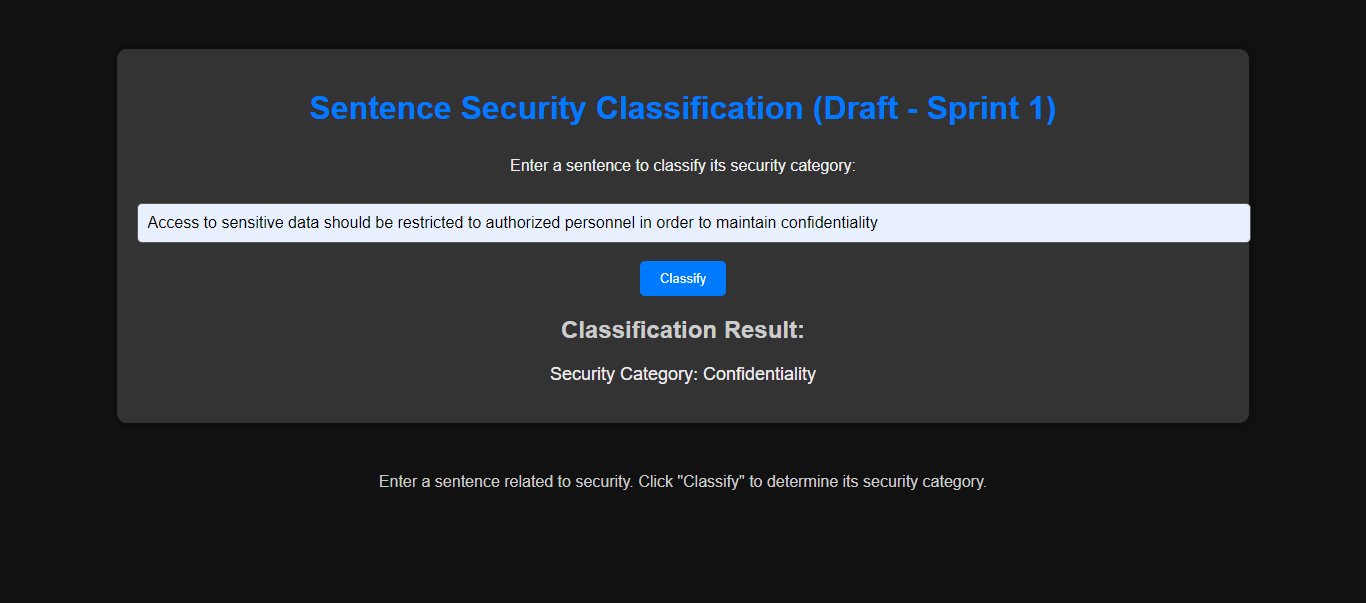 Sentence Security Classification (Draft - Sprint 1)
Enter a sentence to classify its security category:
Access to sensitive data should be restricted to authorized personnel in order to maintain confidentiality
Classify
Classification Result:
Security Category: Confidentiality
Enter a sentence related to security. Click "Classify" to determine its security category.